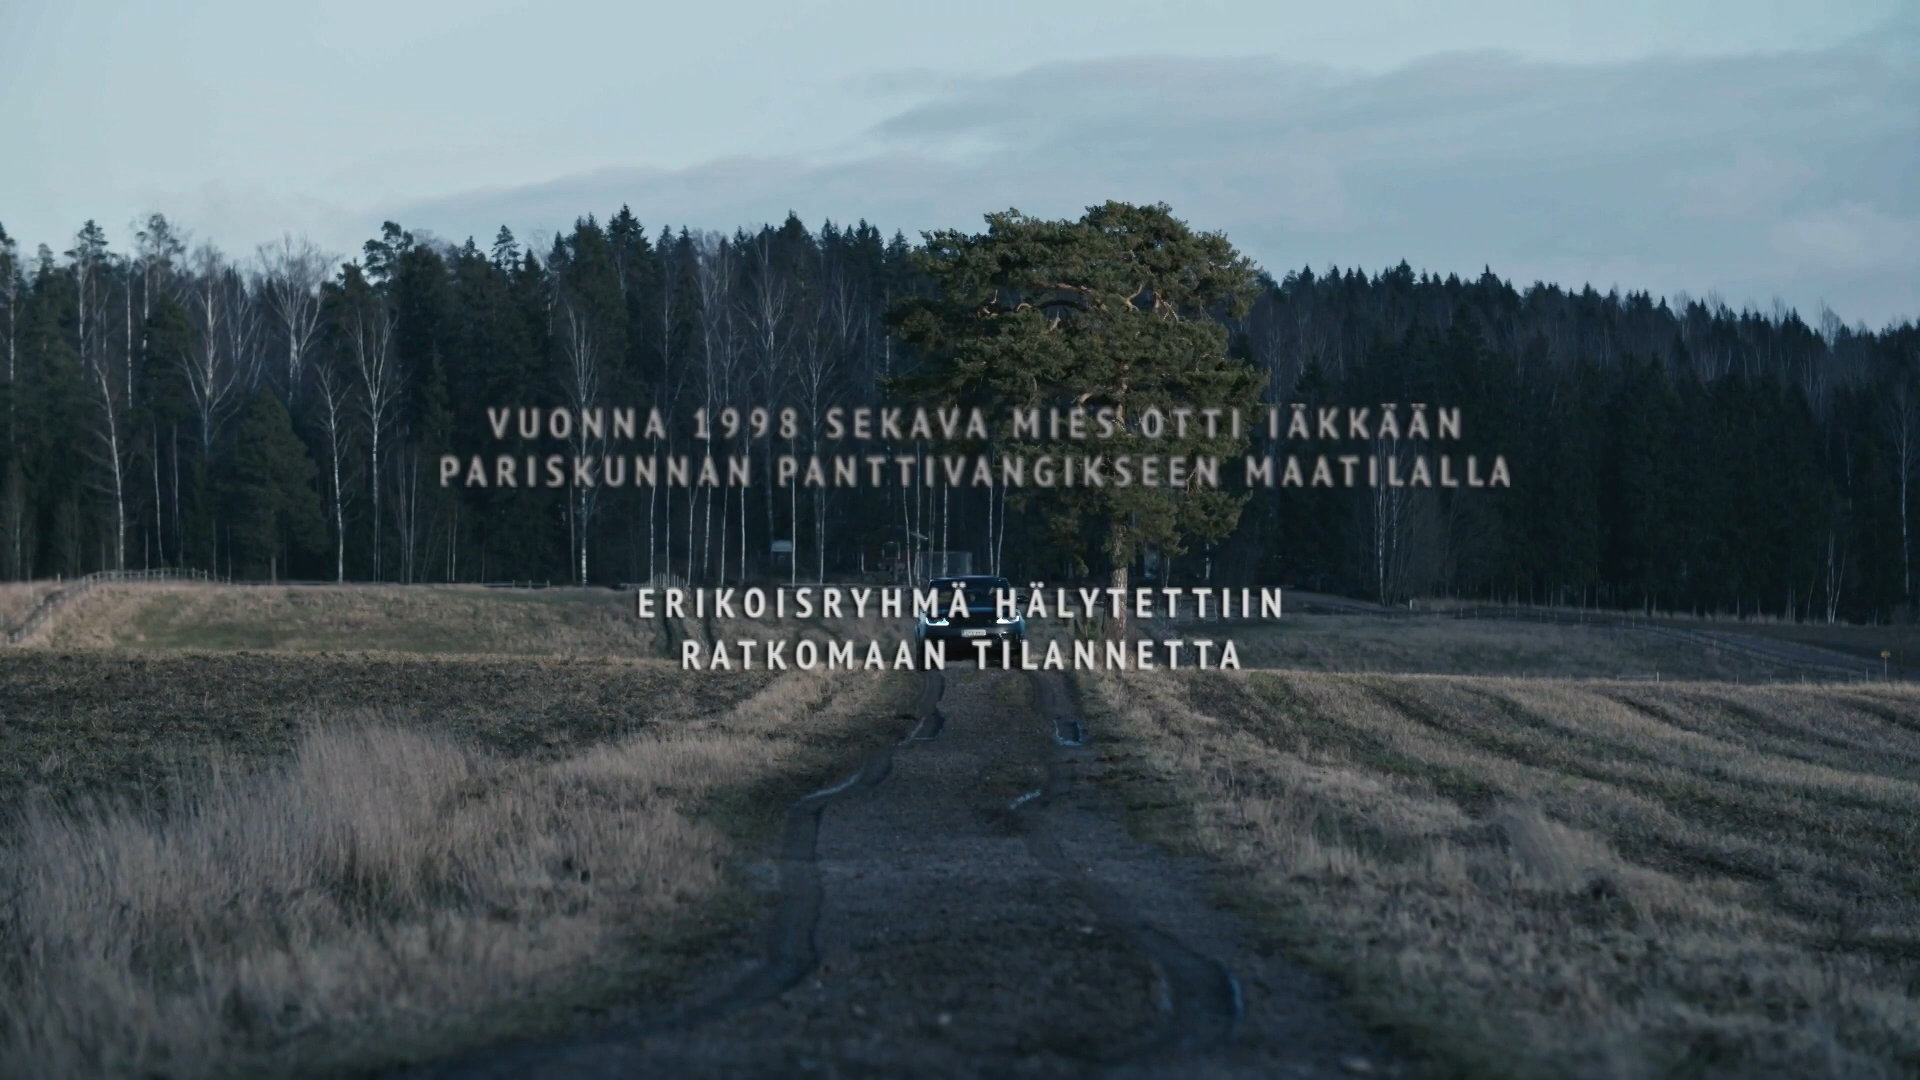 VUONNA 1998 SEKAVA MIES OTTI IÄKKÄÄN
PARISKUNNAN PANTTIVANGIKSEEN MAATILALLA
ERIKOISRYHMÄ HÄLYTETTIIN
RATKOMAAN TILANNETTA